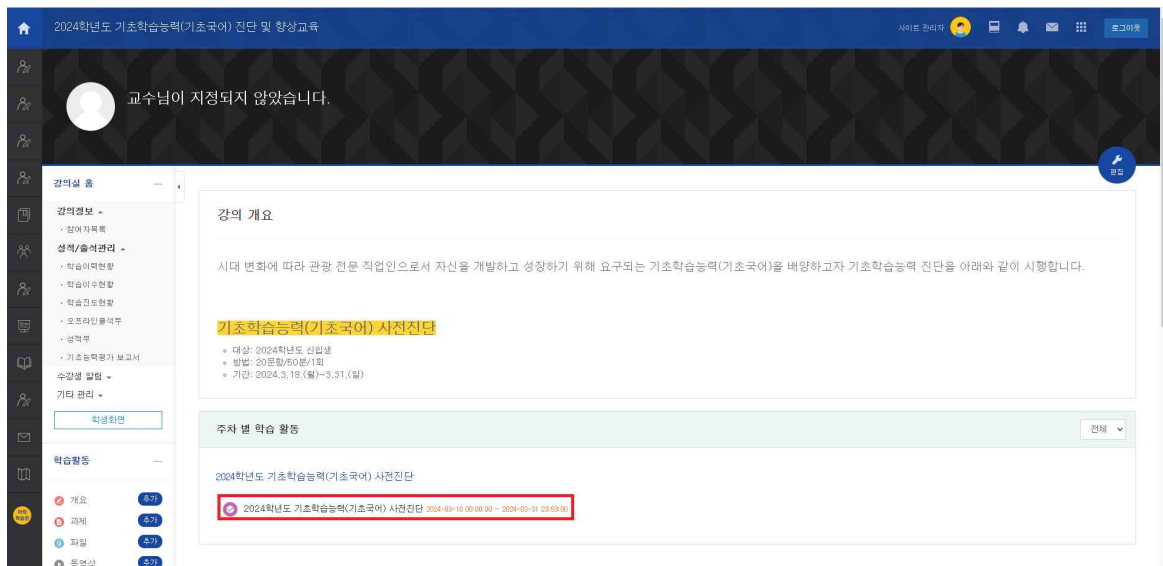 2024학년도 기초학습능력(기초국어) 진단 및 향상교육
사이트 관리자
로그아웃
교수님이 지정되지 않았습니다.
편집
강의실 홈
강의정보
· 참여자목록
성적/출석관리
· 학습이력현황
· 학습이수현황
· 학습진도현황
· 오프라인출석부
· 성적부
· 기초능력평가 보고서
수강생 알림
기타 관리
학생화면
학습활동
개요 추가
과제 추가
파일 추가
동영상 추가
강의 개요
시대 변화에 따라 관광 전문 직업인으로서 자신을 개발하고 성장하기 위해 요구되는 기초학습능력(기초국어)을 배양하고자 기초학습능력 진단을 아래와 같이 시행합니다.
기초학습능력(기초국어) 사전진단
대상: 2024학년도 신입생
방법: 20문항/50분/1회
기간: 2024.3.18.(월)~3.31.(일)
주차 별 학습 활동
전체
2024학년도 기초학습능력(기초국어) 사전진단
2024학년도 기초학습능력(기초국어) 사전진단 2024-03-18 00:00:00 ~ 2024-03-31 23:59:00